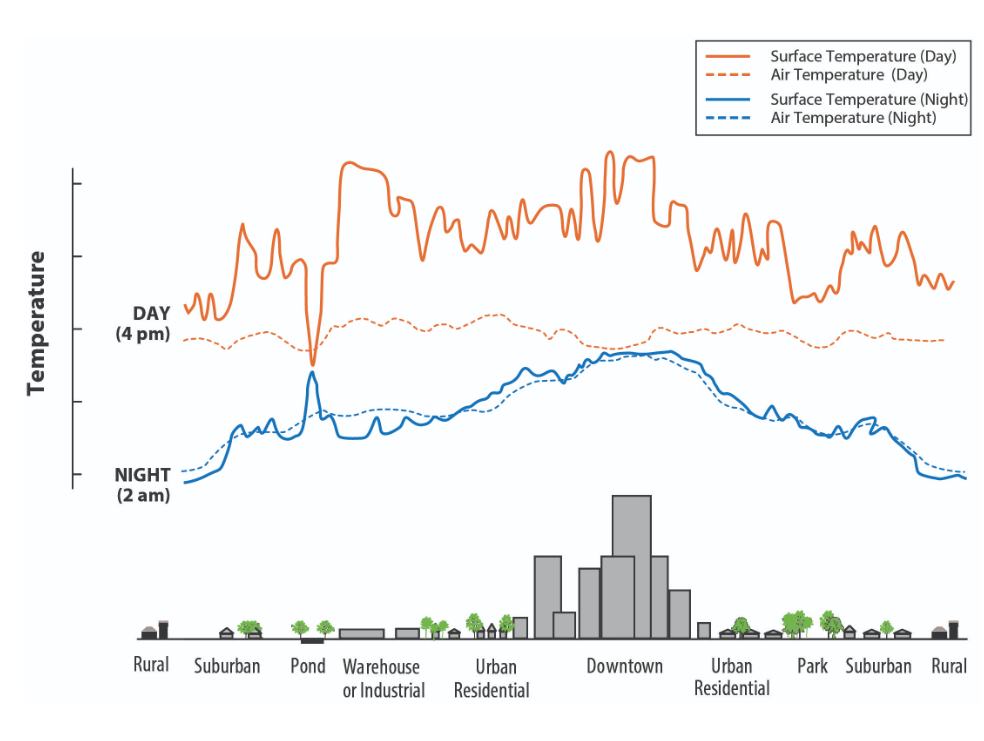 Surface Temperature (Day)
Air Temperature (Day)
Surface Temperature (Night)
Air Temperature (Night)
Temperature
DAY
(4 pm)
NIGHT
(2 am)
Rural
Suburban
Pond
Warehouse
or Industrial
Urban
Residential
Downtown
Urban
Residential
Park
Suburban
Rural